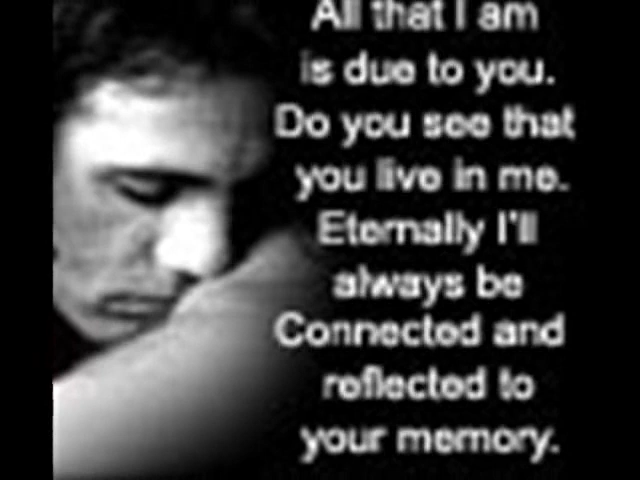 All that I am
is due to you.
Do you see that
you live in me.
Eternally I'll
always be
Connected and
reflected to
your memory.